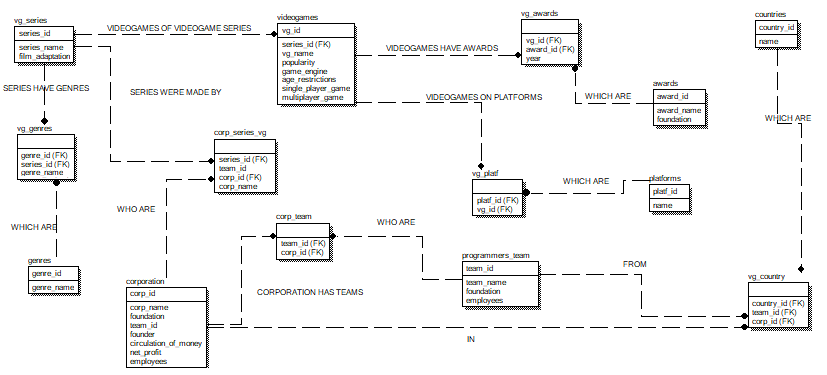 vg_series
series_id
series_name
film_adaptation
VIDEOGAMES OF VIDEOGAME SERIES
videogames
vg_id
series_id (FK)
vg_name
popularity
game_engine
age_restrictions
single_player_game
multiplayer_game
VIDEOGAMES HAVE AWARDS
vg_awards
vg_id (FK)
award_id (FK)
year
countries
country_id
name
SERIES HAVE GENRES
SERIES WERE MADE BY
VIDEOGAMES ON PLATFORMS
WHICH ARE
awards
award_id
award_name
foundation
WHICH ARE
vg_genres
genre_id (FK)
series_id (FK)
genre_name
corp_series_vg
series_id (FK)
team_id
corp_id (FK)
corp_name
vg_platf
platf_id (FK)
vg_id (FK)
WHICH ARE
platforms
platf_id
name
WHICH ARE
WHO ARE
corp_team
team_id (FK)
corp_id (FK)
WHO ARE
genres
genre_id
genre_name
corporation
corp_id
corp_name
foundation
team_id
founder
circulation_of_money
net_profit
employees
CORPORATION HAS TEAMS
programmers_team
team_id
team_name
foundation
employees
FROM
vg_country
country_id (FK)
team_id (FK)
corp_id (FK)
IN